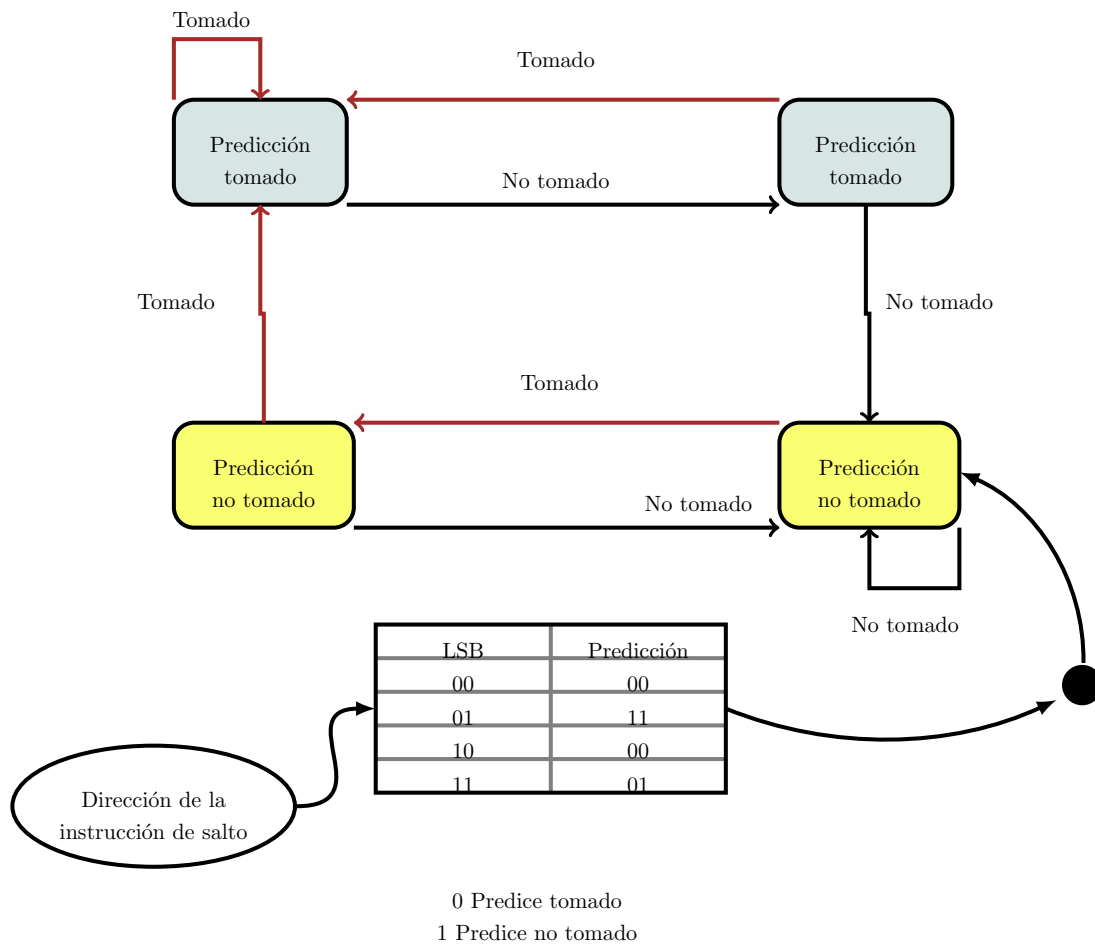 Tomado
Tomado
Predicción
tomado
Predicción
tomado
No tomado
Tomado
No tomado
Tomado
Predicción
no tomado
Predicción
no tomado
No tomado
No tomado
LSB Predicción
00 00
01 11
10 00
11 01
Dirección de la
instrucción de salto
0 Predice tomado
1 Predice no tomado